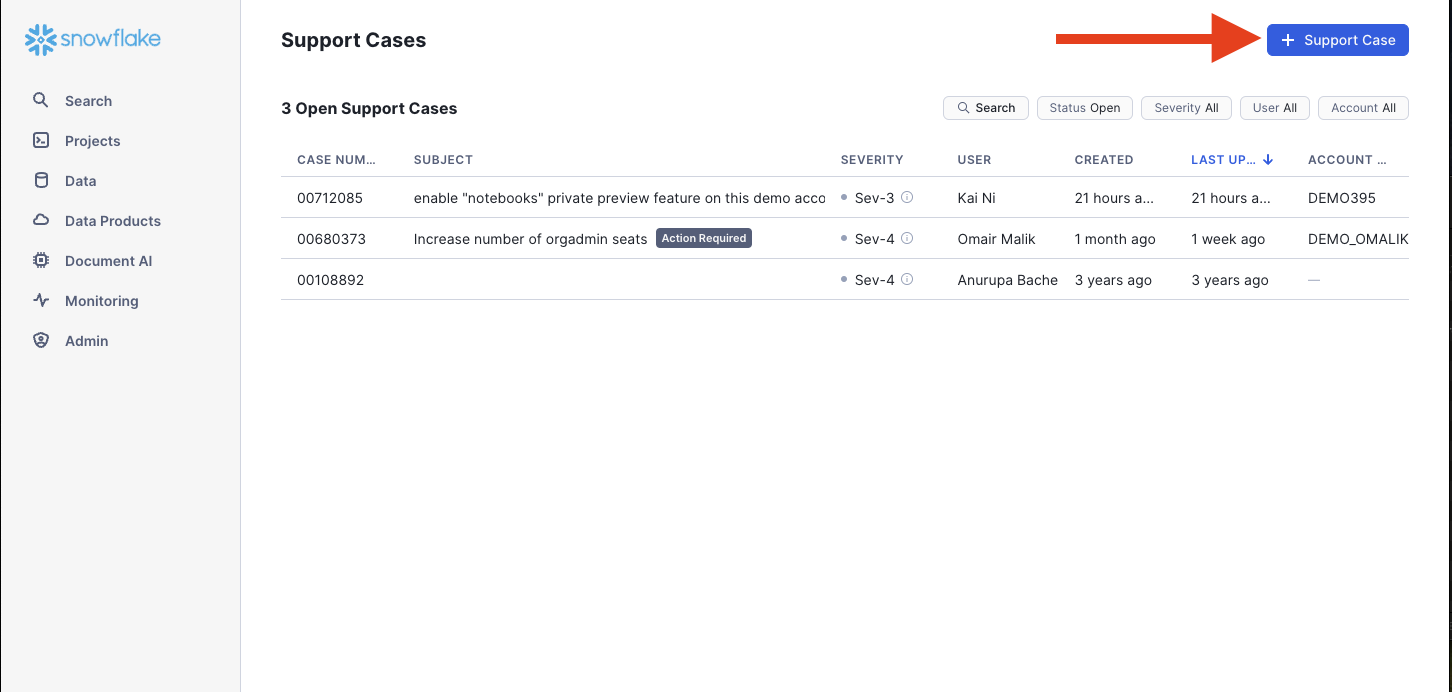 snowflake
Search
Projects
Data
Data Products
Document AI
Monitoring
Admin
Support Cases
+ Support Case
3 Open Support Cases
Search
Status Open
Severity All
User All
Account All
CASE NUM... SUBJECT SEVERITY USER CREATED LAST UP... ACCOUNT ...
00712085 enable "notebooks" private preview feature on this demo acco Sev-3 Kai Ni 21 hours a... 21 hours a... DEMO395
00680373 Increase number of orgadmin seats Action Required Sev-4 Omair Malik 1 month ago 1 week ago DEMO_OMALIK
00108892 Sev-4 Anurupa Bache 3 years ago 3 years ago —